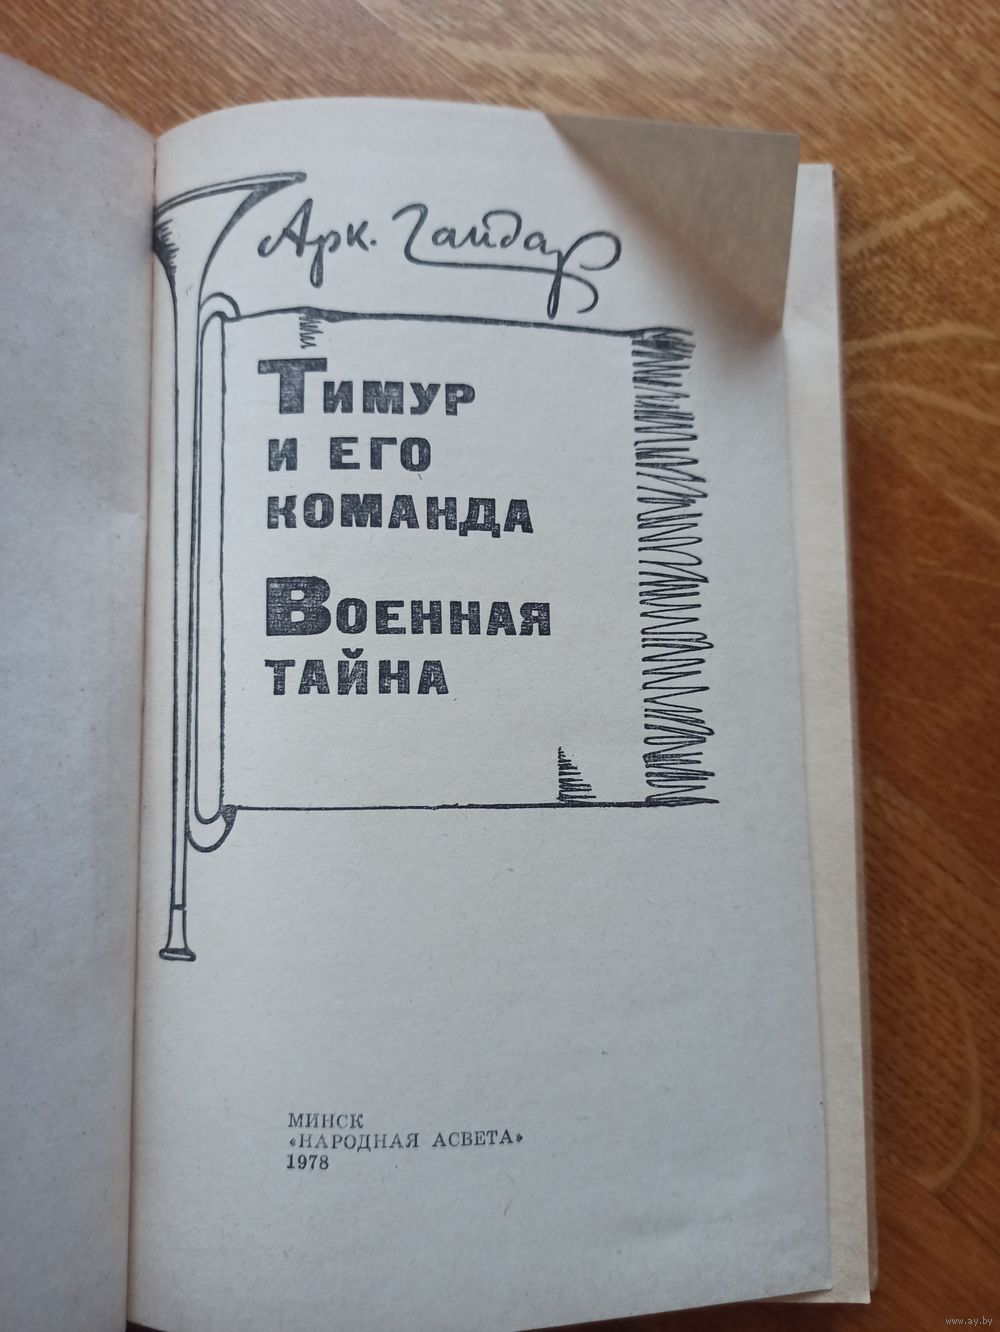 Арк. Гайдар
Тимур
и его
команда
Военная
тайна
МИНСК
«НАРОДНАЯ АСВЕТА»
1978
www.ay.by